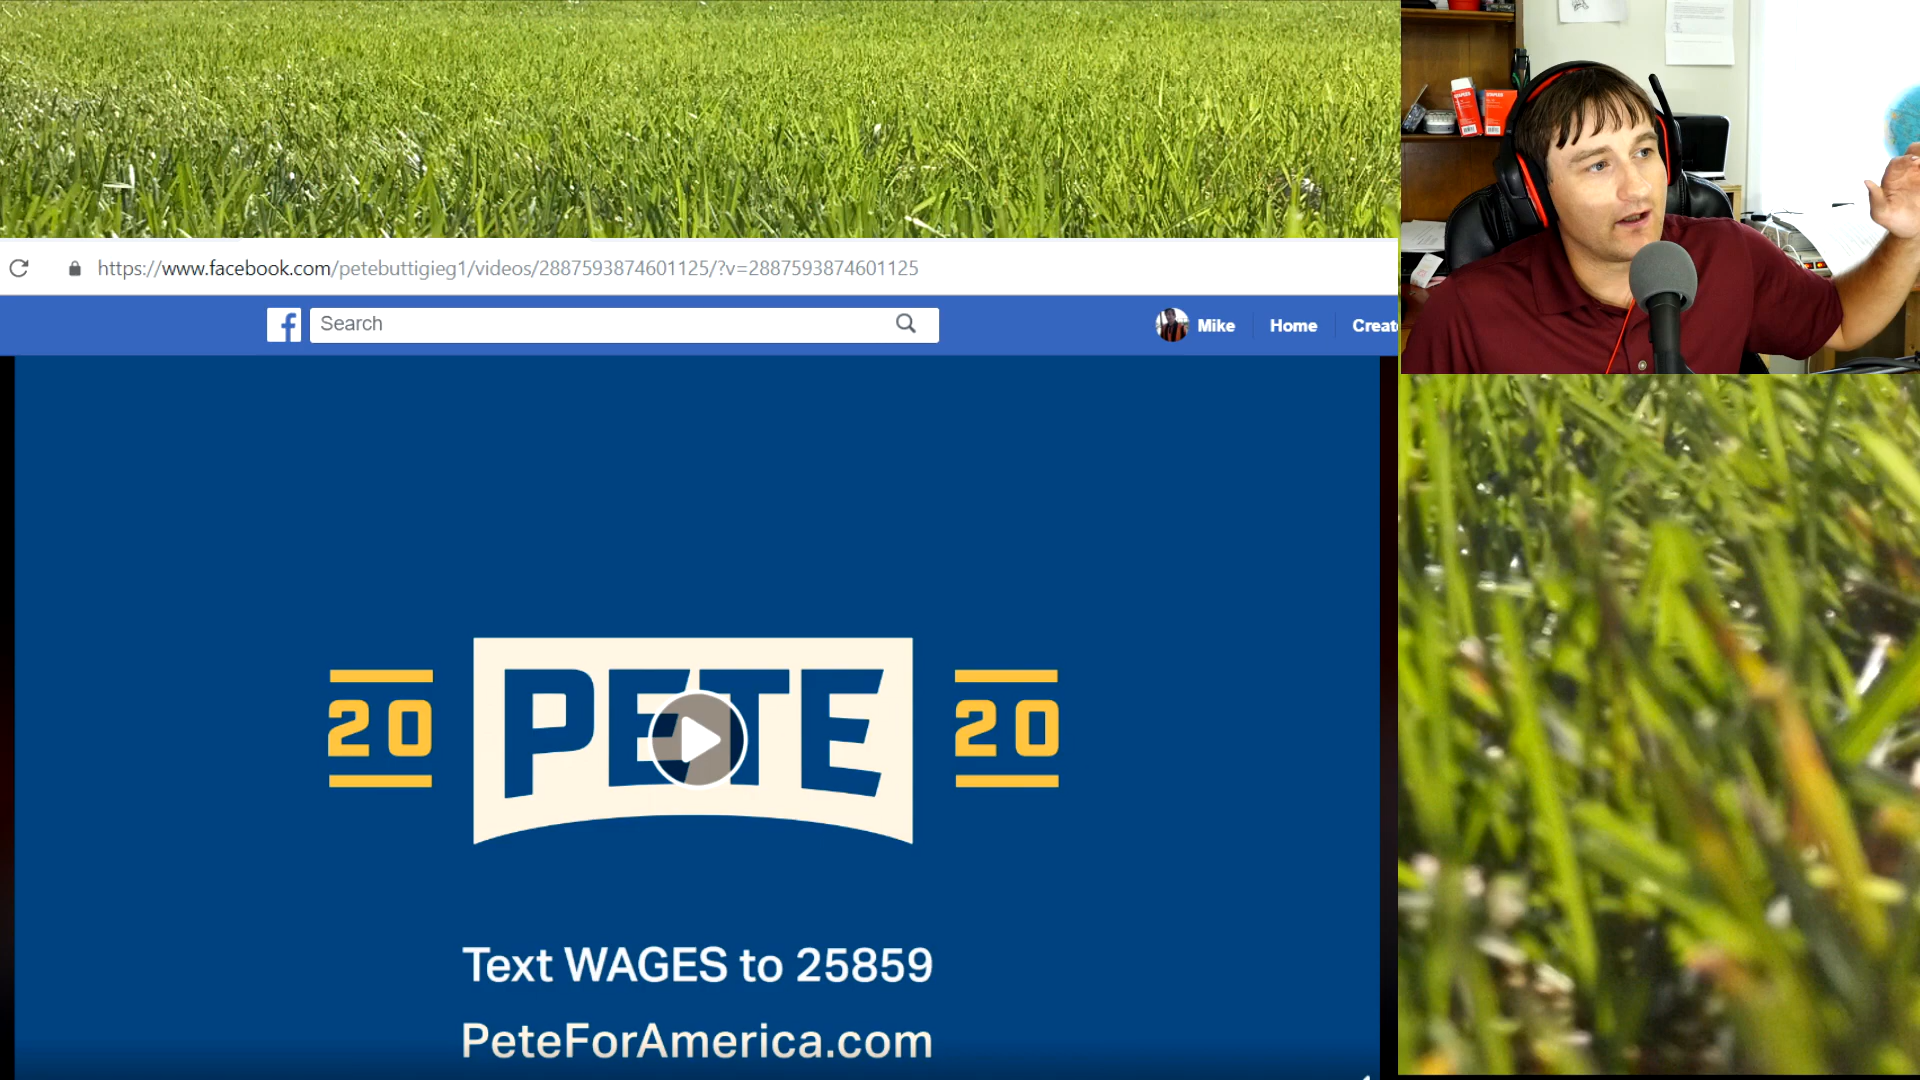 https://www.facebook.com/petebuttigieg1/videos/2887593874601125/?v=2887593874601125
Search
Mike
Home
Creat
20 PETE 20
Text WAGES to 25859
PeteForAmerica.com